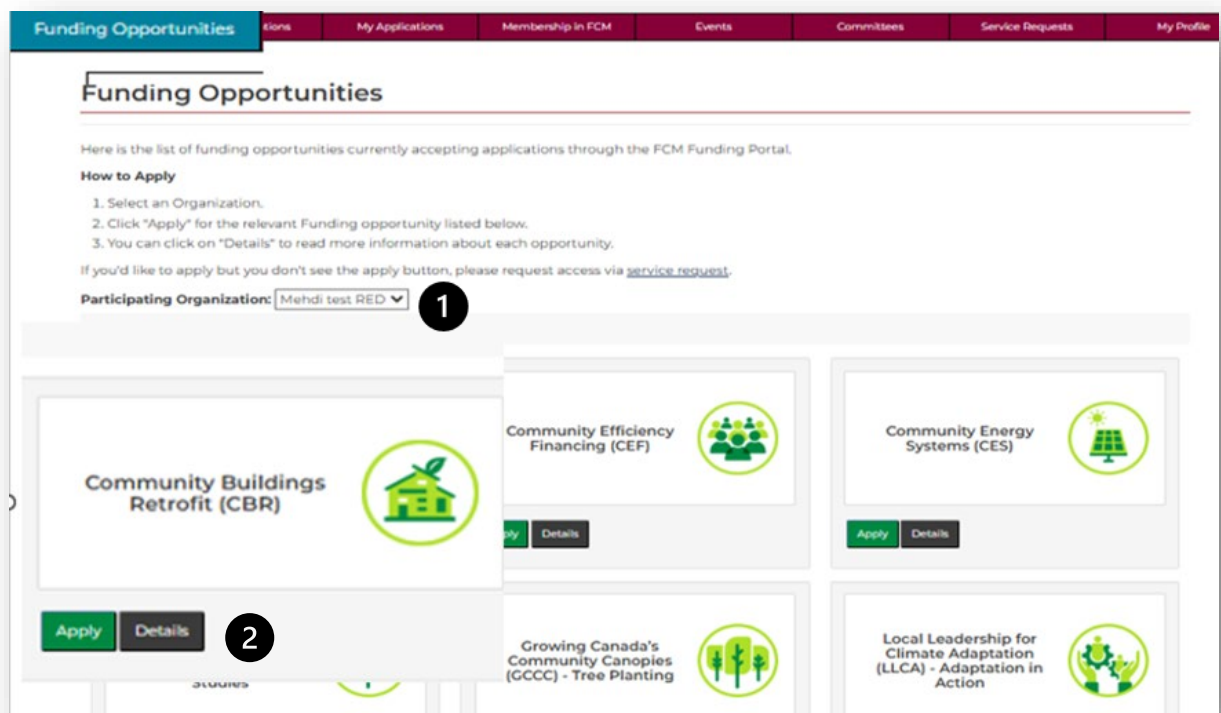 Funding Opportunities
tions
My Applications
Membership in FCM
Events
Committees
Service Requests
My Profile
Funding Opportunities
Here is the list of funding opportunities currently accepting applications through the FCM Funding Portal.
How to Apply
1. Select an Organization.
2. Click "Apply" for the relevant Funding opportunity listed below.
3. You can click on "Details" to read more information about each opportunity.
If you'd like to apply but you don't see the apply button, please request access via service request.
Participating Organization: Mehdi test RED
1
Community Buildings
Retrofit (CBR)
Apply
Details
2
Community Efficiency
Financing (CEF)
ply
Details
Community Energy
Systems (CES)
Apply
Details
Studies
Growing Canada's
Community Canopies
(GCCC) - Tree Planting
Local Leadership for
Climate Adaptation
(LLCA) - Adaptation in
Action